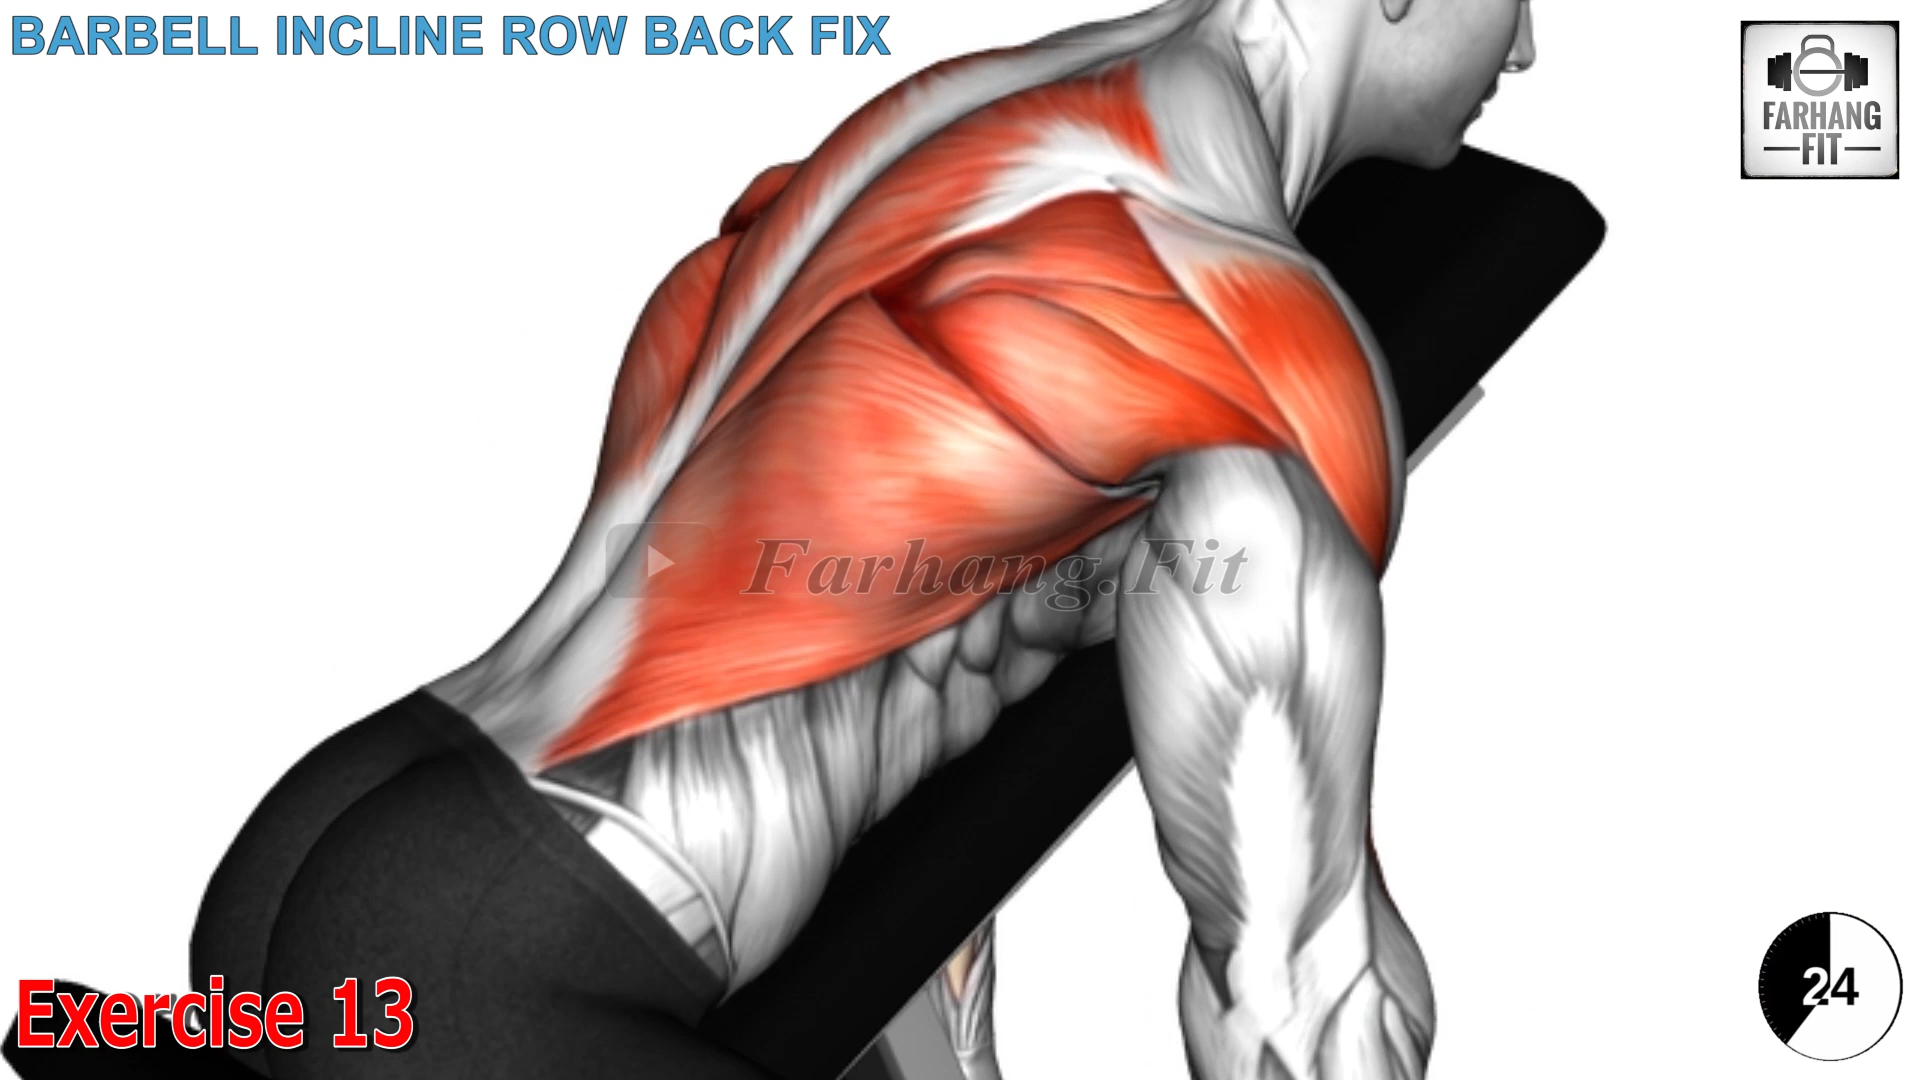 BARBELL INCLINE ROW BACK FIX
FARHANG
FIT
Farhang.Fit
Exercise 13
24